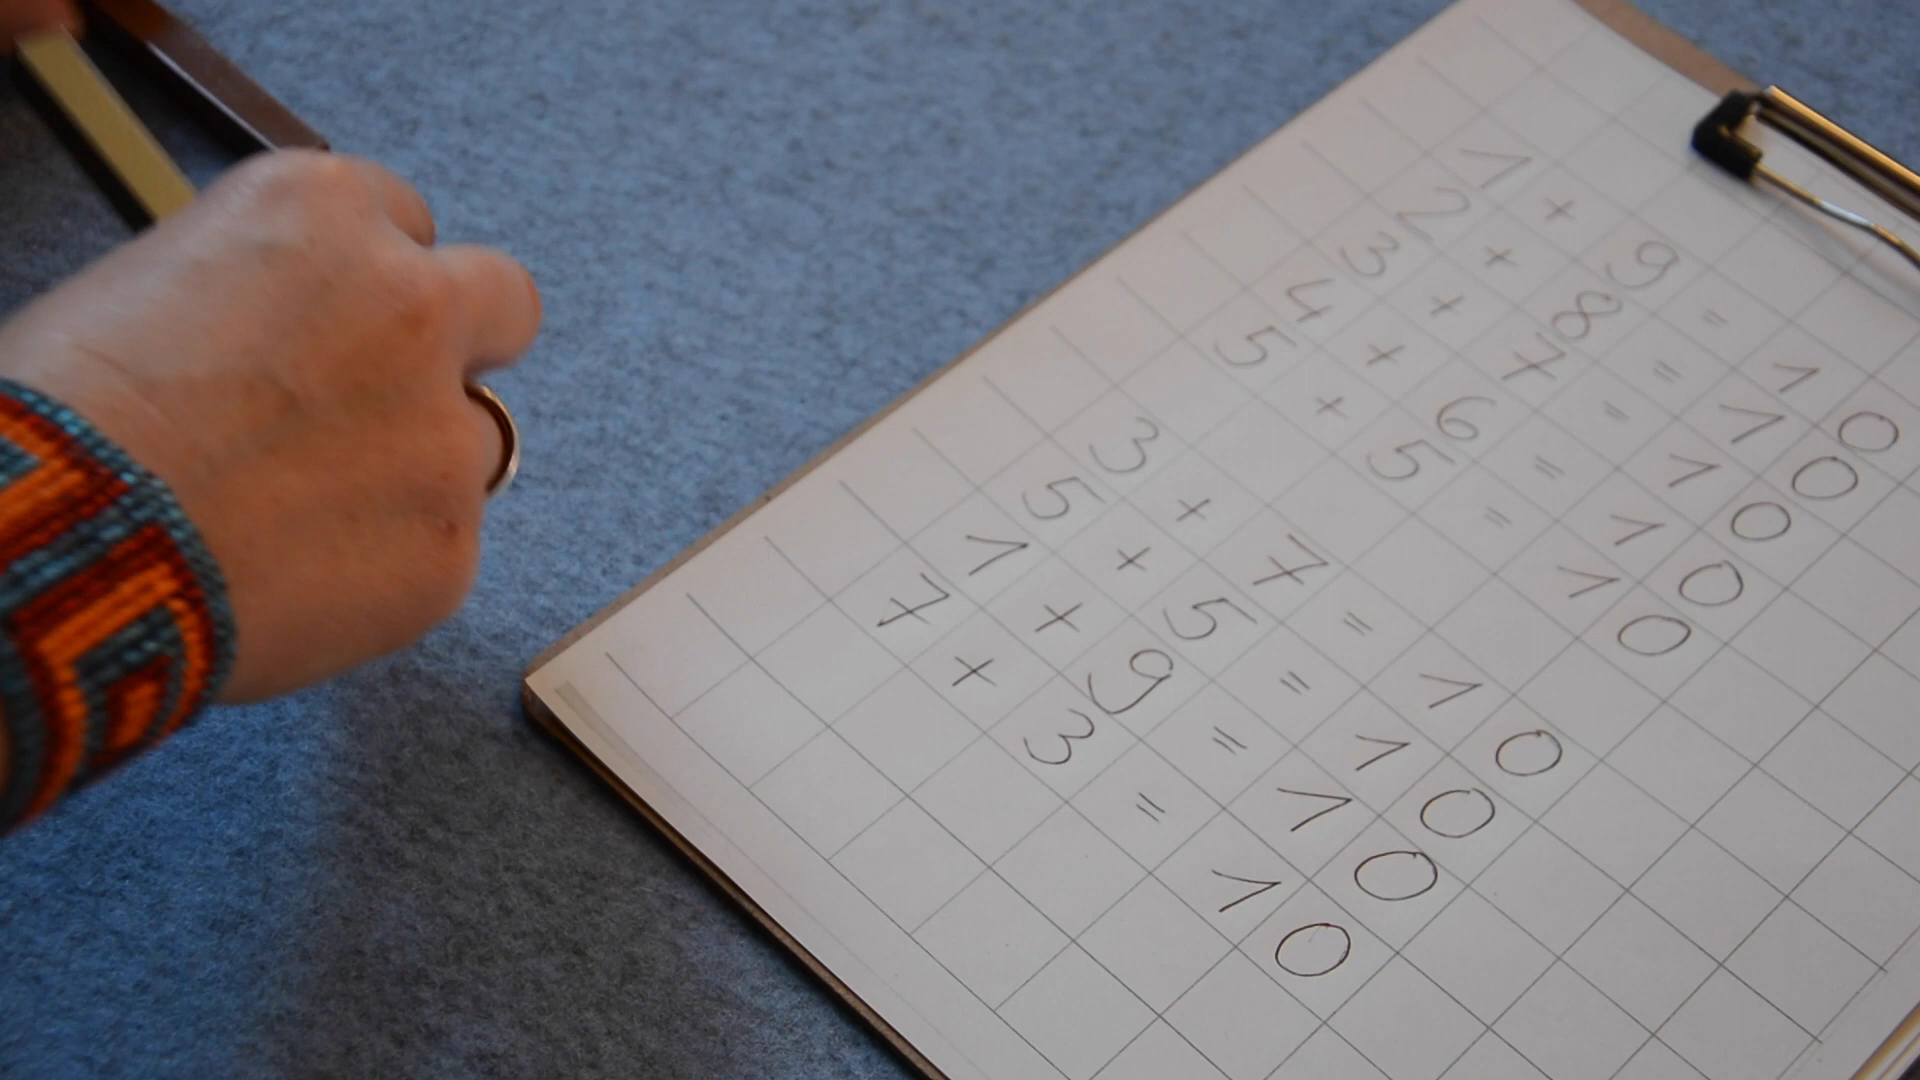 1 + 9 = 10
2 + 8 = 10
3 + 7 = 10
4 + 6 = 10
5 + 5 = 10
3 + 7 = 10
5 + 5 = 10
1 + 9 = 10
7 + 3 = 10